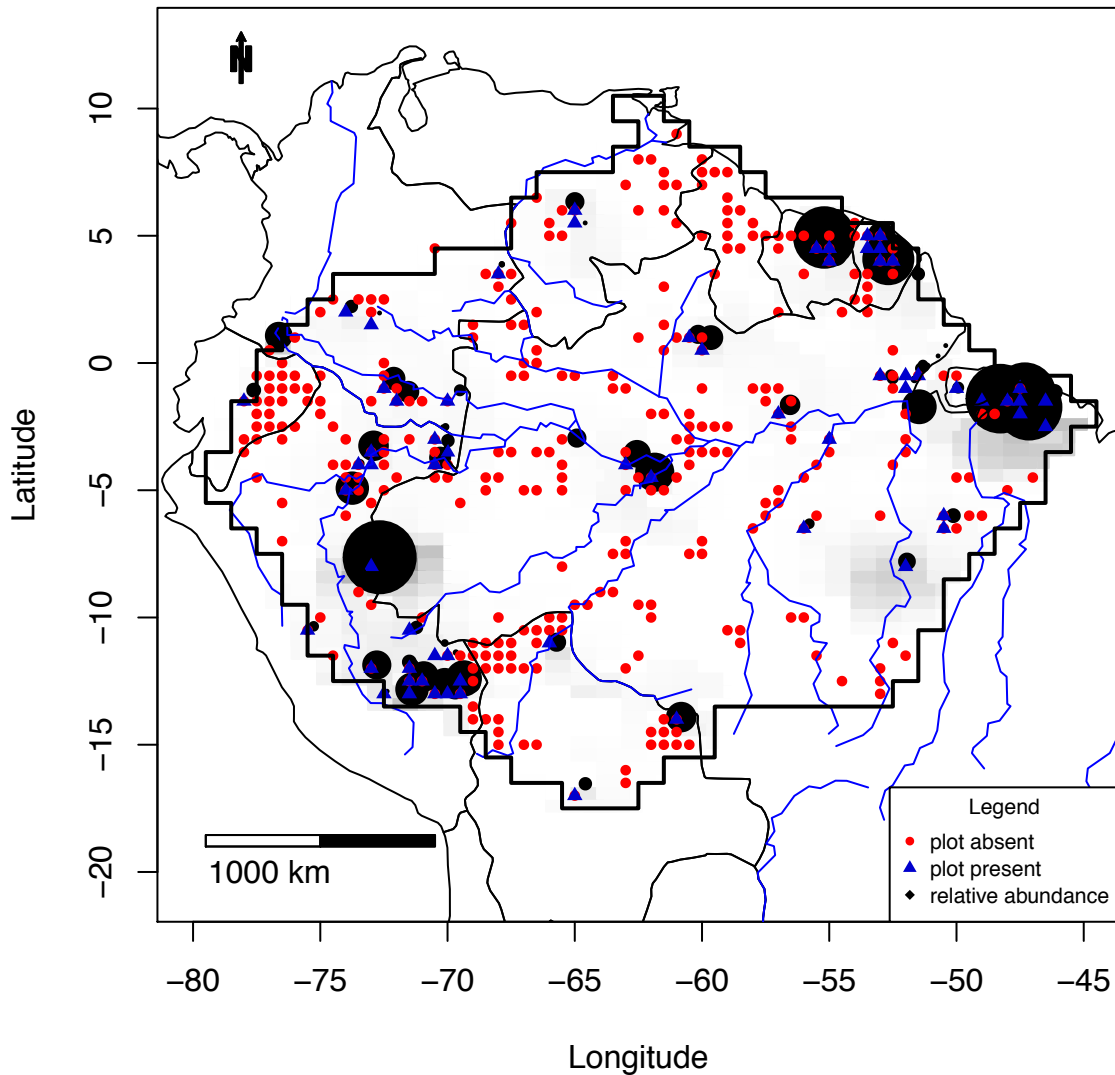 N
10
5
0
−5
−10
−15
−20
Latitude
1000 km
Legend
plot absent
plot present
relative abundance
−80 −75 −70 −65 −60 −55 −50 −45
Longitude